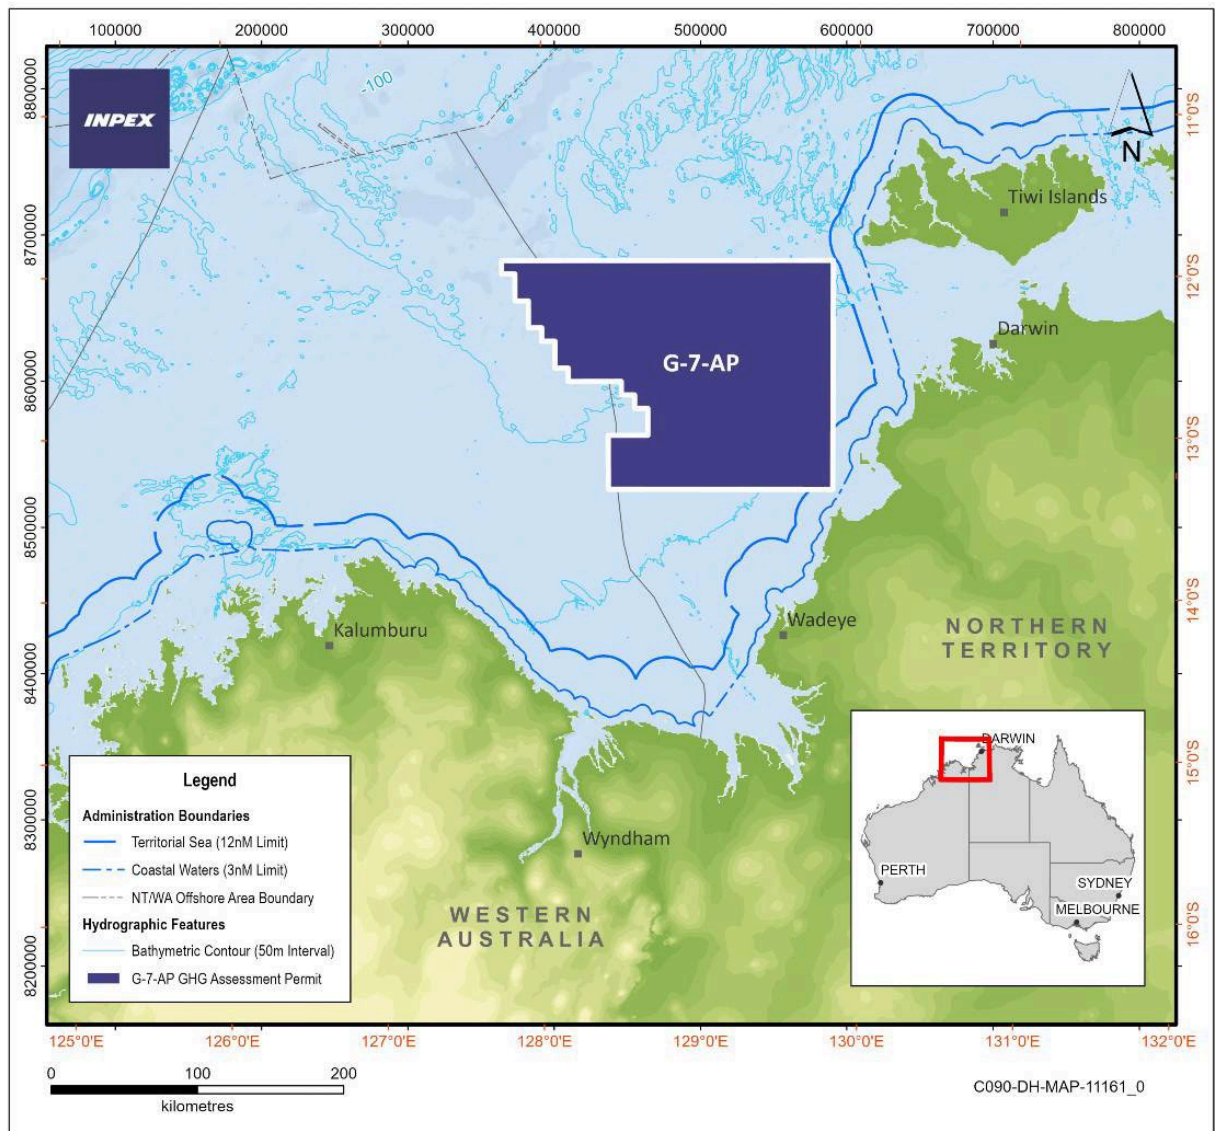 100000 200000 300000 400000 500000 600000 700000 800000
8800000
8700000
8600000
8500000
8400000
8300000
8200000
INPEX
-100
N
11°0'S
12°0'S
13°0'S
14°0'S
15°0'S
16°0'S
Tiwi Islands
Darwin
G-7-AP
Kalumburu
Wadeye
NORTHERN
TERRITORY
Wyndham
WESTERN
AUSTRALIA
Legend
Administration Boundaries
Territorial Sea (12nM Limit)
Coastal Waters (3nM Limit)
NT/WA Offshore Area Boundary
Hydrographic Features
Bathymetric Contour (50m Interval)
G-7-AP GHG Assessment Permit
DARWIN
PERTH
SYDNEY
MELBOURNE
125°0'E 126°0'E 127°0'E 128°0'E 129°0'E 130°0'E 131°0'E 132°0'E
0 100 200
kilometres
C090-DH-MAP-11161_0